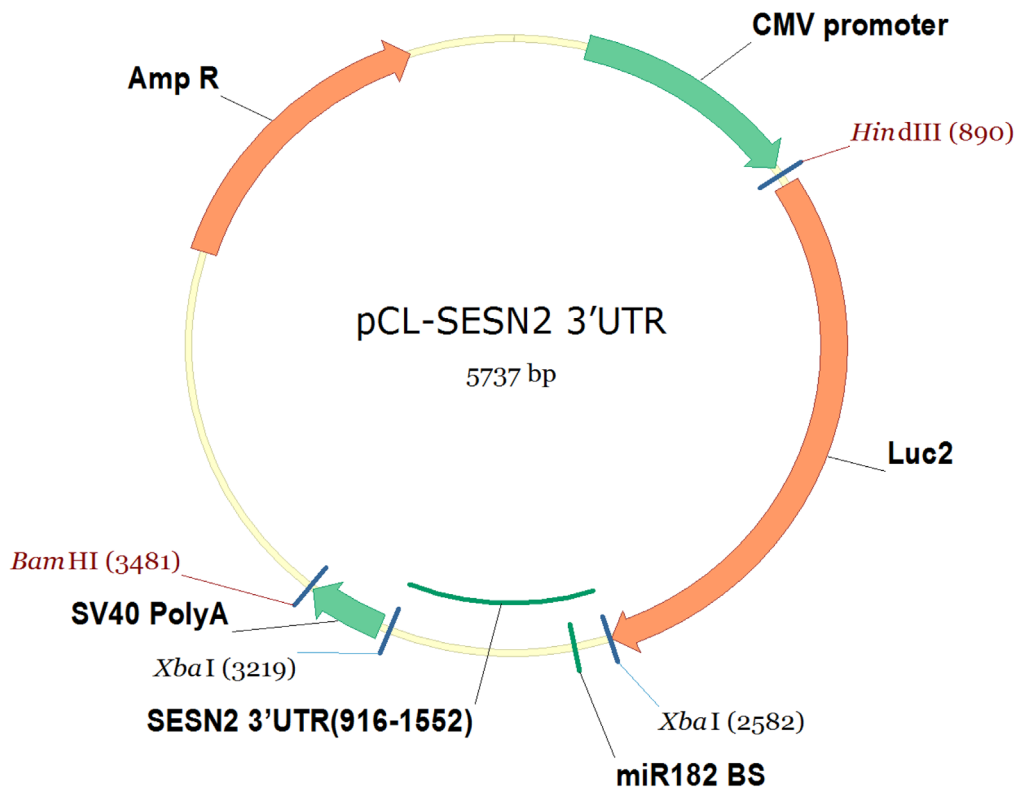 CMV promoter
Amp R
HindIII (890)
pCL-SESN2 3’UTR
5737 bp
Luc2
BamHI (3481)
SV40 PolyA
XbaI (3219)
SESN2 3’UTR(916-1552)
XbaI (2582)
miR182 BS